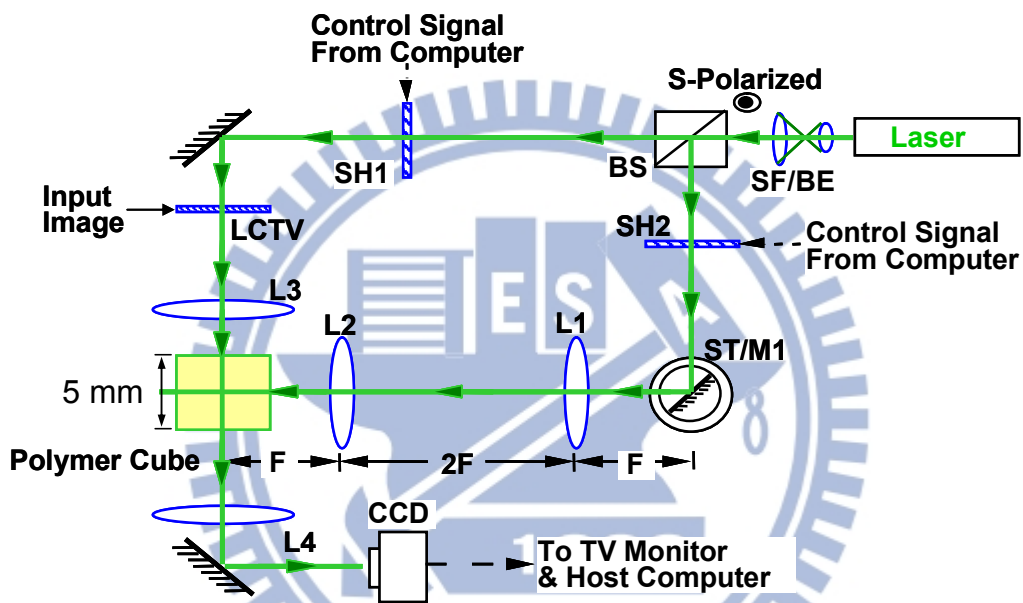 Control Signal
From Computer
S-Polarized
Laser
SH1
BS
SF/BE
Input
Image
LCTV
SH2
Control Signal
From Computer
L3
L2
L1
ST/M1
5 mm
E S A
8
Polymer Cube
F
2F
F
CCD
L4
To TV Monitor
& Host Computer